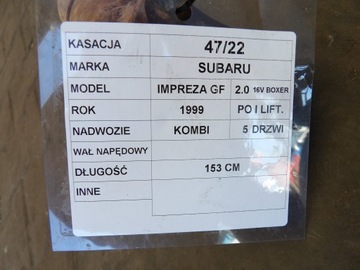 KASACJA 47/22
MARKA SUBARU
MODEL IMPREZA GF 2.0 16V BOXER
ROK 1999 PO I LIFT.
NADWOZIE KOMBI 5 DRZWI
WAŁ NAPĘDOWY
DŁUGOŚĆ 153 CM
INNE